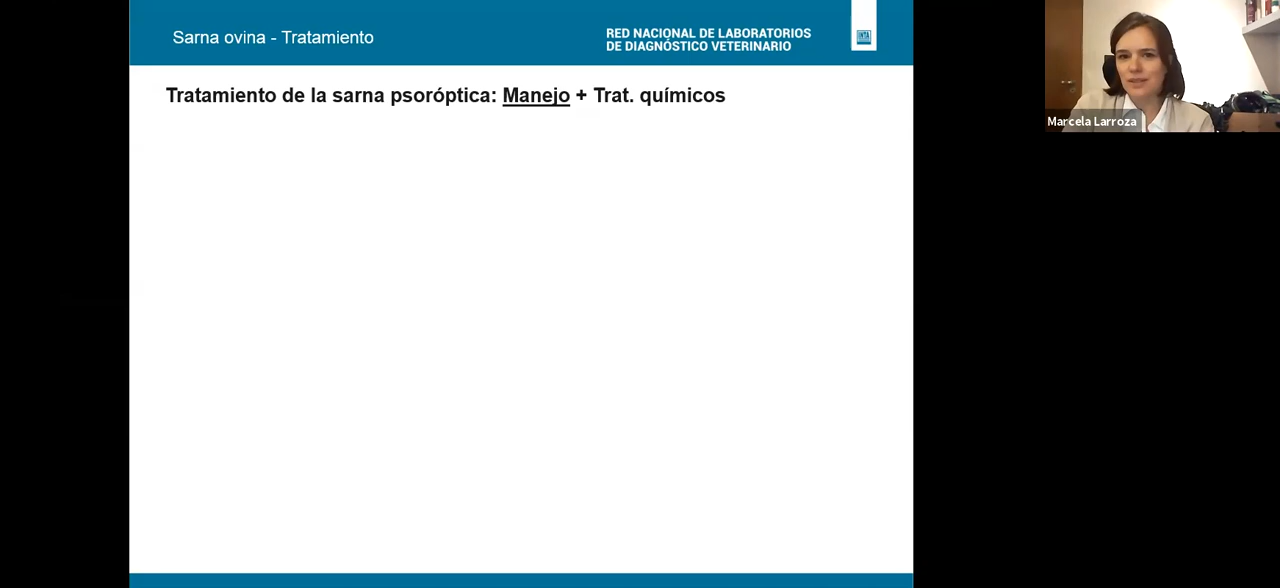 Sarna ovina - Tratamiento
RED NACIONAL DE LABORATORIOS
DE DIAGNÓSTICO VETERINARIO
INTA
Tratamiento de la sarna psoróptica: Manejo + Trat. químicos
Marcela Larroza